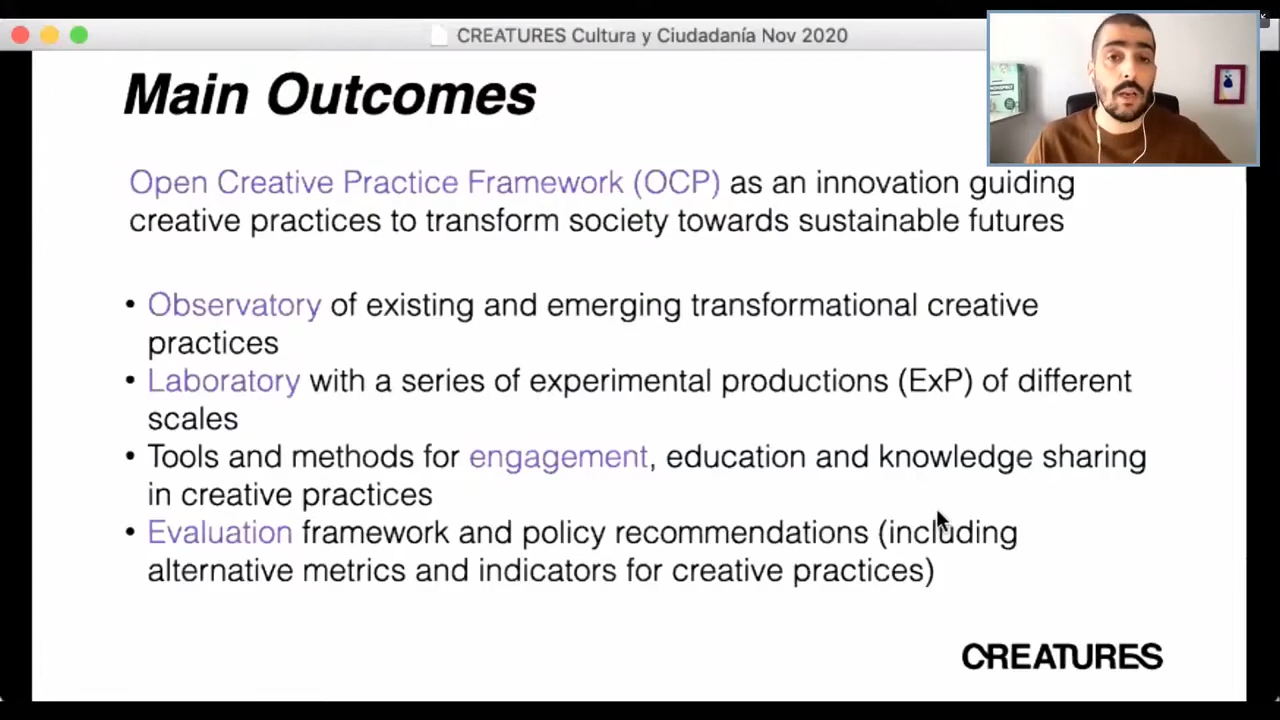 CREATURES Cultura y Ciudadanía Nov 2020
Main Outcomes
Open Creative Practice Framework (OCP) as an innovation guiding
creative practices to transform society towards sustainable futures
• Observatory of existing and emerging transformational creative
practices
• Laboratory with a series of experimental productions (ExP) of different
scales
• Tools and methods for engagement, education and knowledge sharing
in creative practices
• Evaluation framework and policy recommendations (including
alternative metrics and indicators for creative practices)
CREATURES